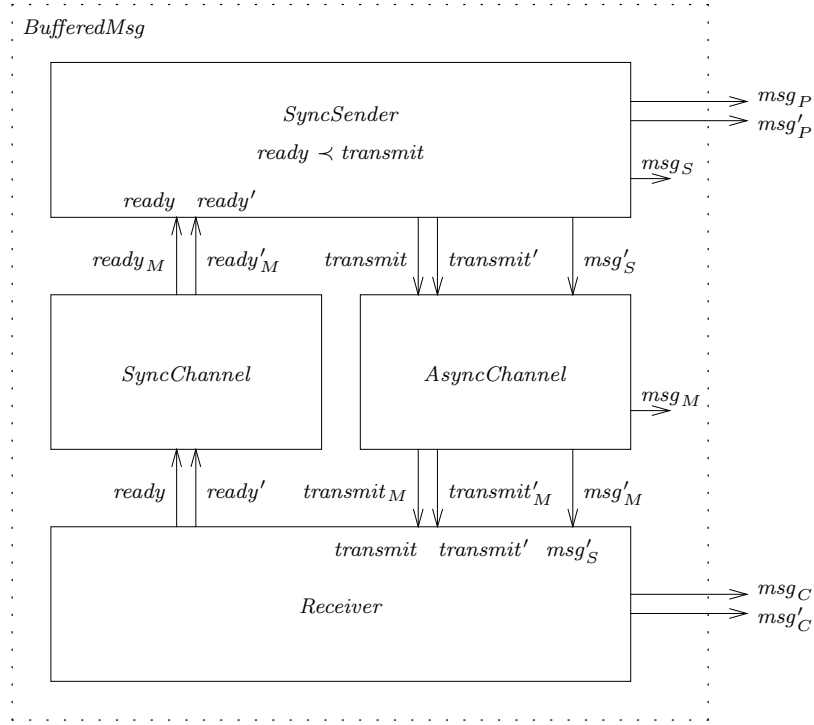 BufferedMsg
msg_P
SyncSender
msg'_P
ready ≺ transmit
msg_S
ready ready'
ready_M ready'_M transmit transmit' msg'_S
SyncChannel AsyncChannel
msg_M
ready ready' transmit_M transmit'_M msg'_M
transmit transmit' msg'_S
msg_C
Receiver
msg'_C